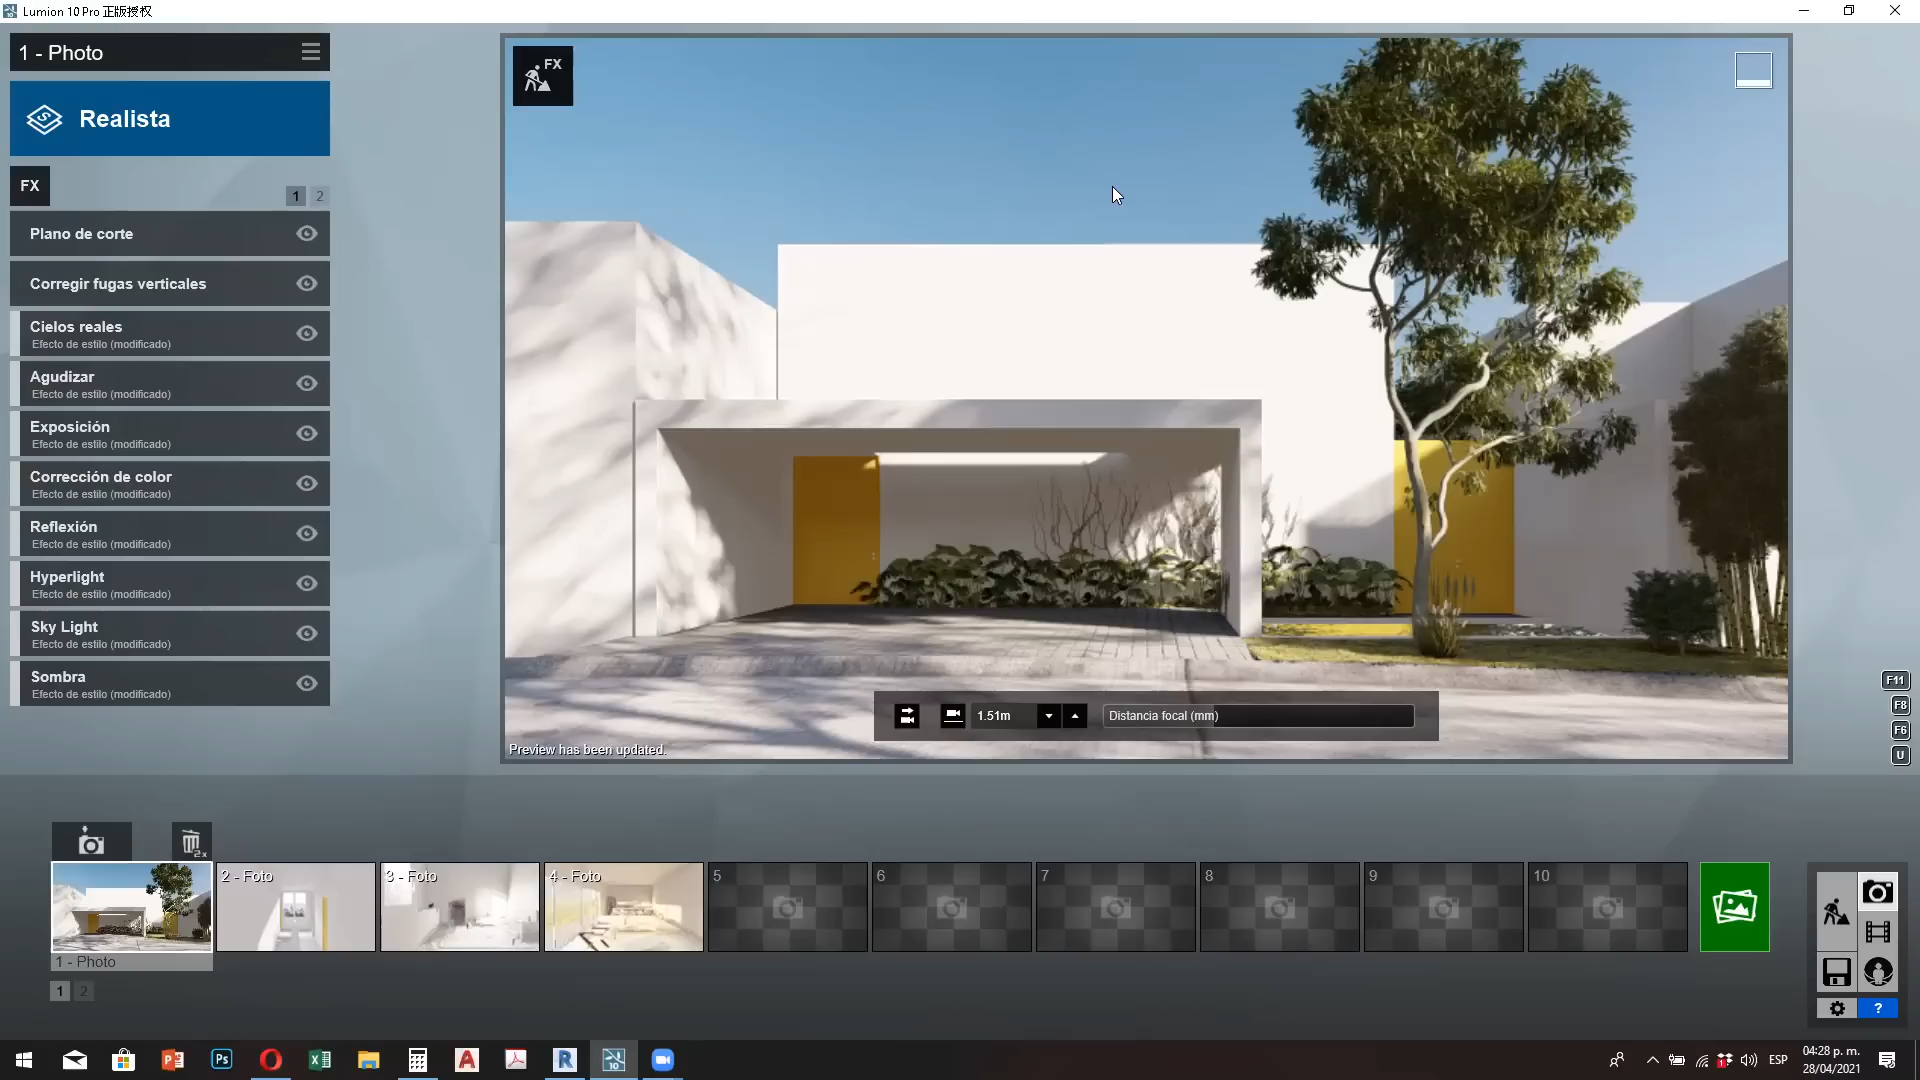 Lumion 10 Pro 正版授权
1 - Photo
Realista
FX
1 2
Plano de corte
Corregir fugas verticales
Cielos reales
Efecto de estilo (modificado)
Agudizar
Efecto de estilo (modificado)
Exposición
Efecto de estilo (modificado)
Corrección de color
Efecto de estilo (modificado)
Reflexión
Efecto de estilo (modificado)
Hyperlight
Efecto de estilo (modificado)
Sky Light
Efecto de estilo (modificado)
Sombra
Efecto de estilo (modificado)
FX
1.51m
Distancia focal (mm)
Preview has been updated.
F11
F8
F6
U
2x
2 - Foto
3 - Foto
4 - Foto
5
6
7
8
9
10
1 - Photo
1 2
?
Ps
10
ESP
04:28 p. m.
28/04/2021